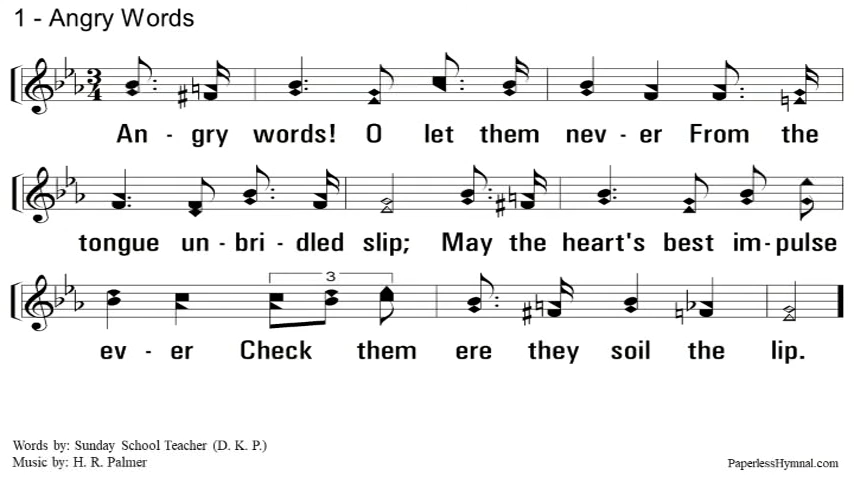 1 - Angry Words
An - gry words! O let them nev - er From the
tongue un - bri - dled slip; May the heart's best im - pulse
3
ev - er Check them ere they soil the lip.
Words by: Sunday School Teacher (D. K. P.)
Music by: H. R. Palmer
PaperlessHymnal.com